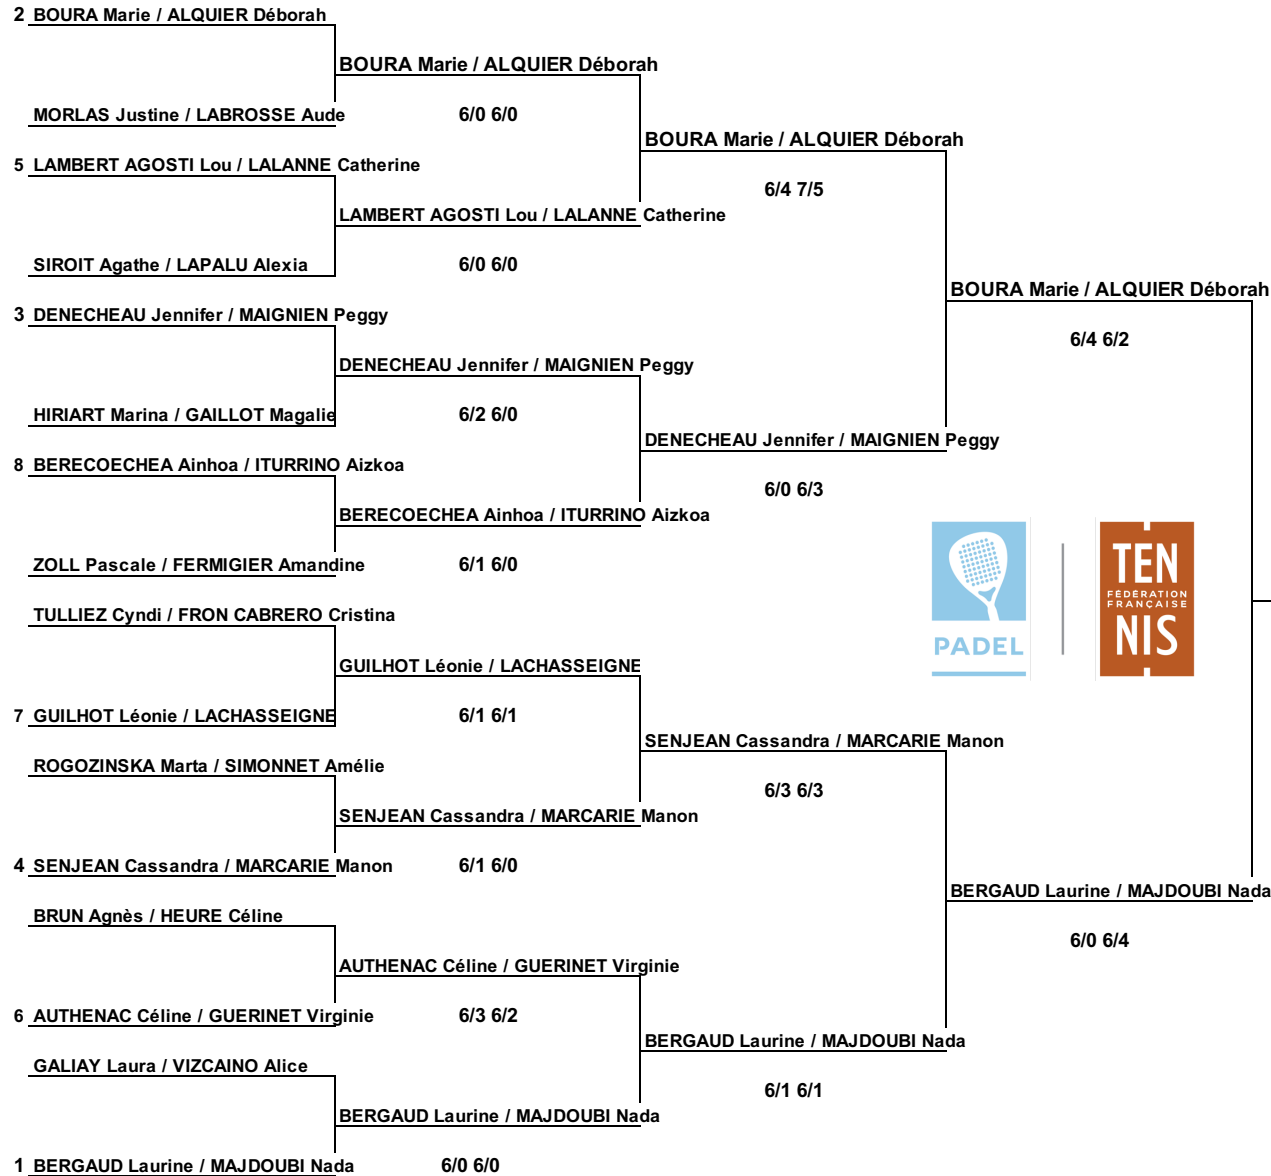 2 BOURA Marie / ALQUIER Déborah
BOURA Marie / ALQUIER Déborah
MORLAS Justine / LABROSSE Aude 6/0 6/0
BOURA Marie / ALQUIER Déborah
5 LAMBERT AGOSTI Lou / LALANNE Catherine
6/4 7/5
LAMBERT AGOSTI Lou / LALANNE Catherine
SIROIT Agathe / LAPALU Alexia 6/0 6/0
BOURA Marie / ALQUIER Déborah
3 DENECHEAU Jennifer / MAIGNIEN Peggy
6/4 6/2
DENECHEAU Jennifer / MAIGNIEN Peggy
HIRIART Marina / GAILLOT Magalie 6/2 6/0
DENECHEAU Jennifer / MAIGNIEN Peggy
8 BERECOECHEA Ainhoa / ITURRINO Aizkoa
6/0 6/3
BERECOECHEA Ainhoa / ITURRINO Aizkoa
ZOLL Pascale / FERMIGIER Amandine 6/1 6/0
TEN
FÉDÉRATION
FRANÇAISE
NIS
PADEL
TULLIEZ Cyndi / FRON CABRERO Cristina
GUILHOT Léonie / LACHASSEIGNE
7 GUILHOT Léonie / LACHASSEIGNE 6/1 6/1
SENJEAN Cassandra / MARCARIE Manon
ROGOZINSKA Marta / SIMONNET Amélie
6/3 6/3
SENJEAN Cassandra / MARCARIE Manon
4 SENJEAN Cassandra / MARCARIE Manon 6/1 6/0
BERGAUD Laurine / MAJDOUBI Nada
BRUN Agnès / HEURE Céline
6/0 6/4
AUTHENAC Céline / GUERINET Virginie
6 AUTHENAC Céline / GUERINET Virginie 6/3 6/2
BERGAUD Laurine / MAJDOUBI Nada
GALIAY Laura / VIZCAINO Alice
6/1 6/1
BERGAUD Laurine / MAJDOUBI Nada
1 BERGAUD Laurine / MAJDOUBI Nada 6/0 6/0